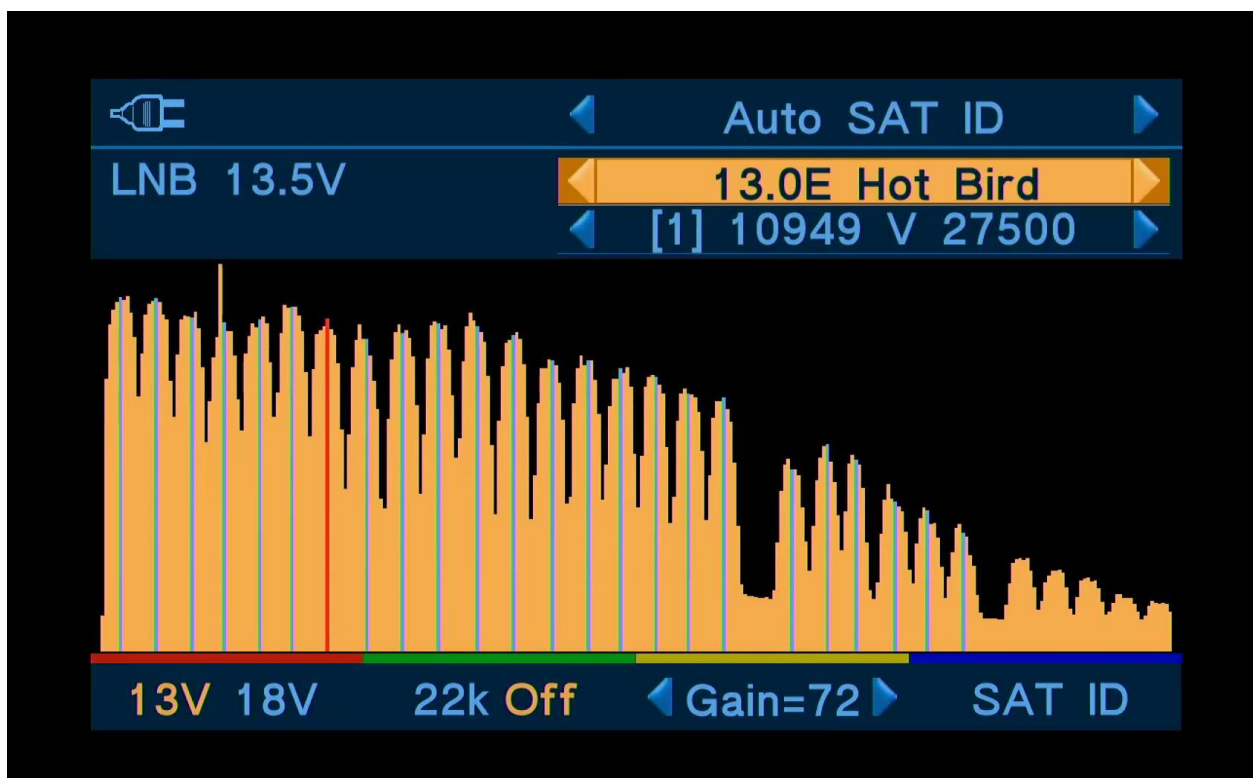 Auto SAT ID
LNB 13.5V
13.0E Hot Bird
[1] 10949 V 27500
13V 18V
22k Off
Gain=72
SAT ID